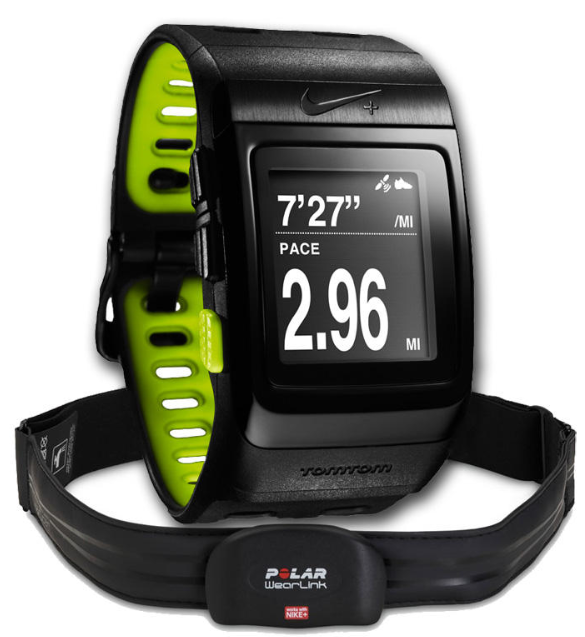 7'27" /MI
PACE
2.96 MI
TOMTOM
POLAR
WearLink
works with
NIKE+